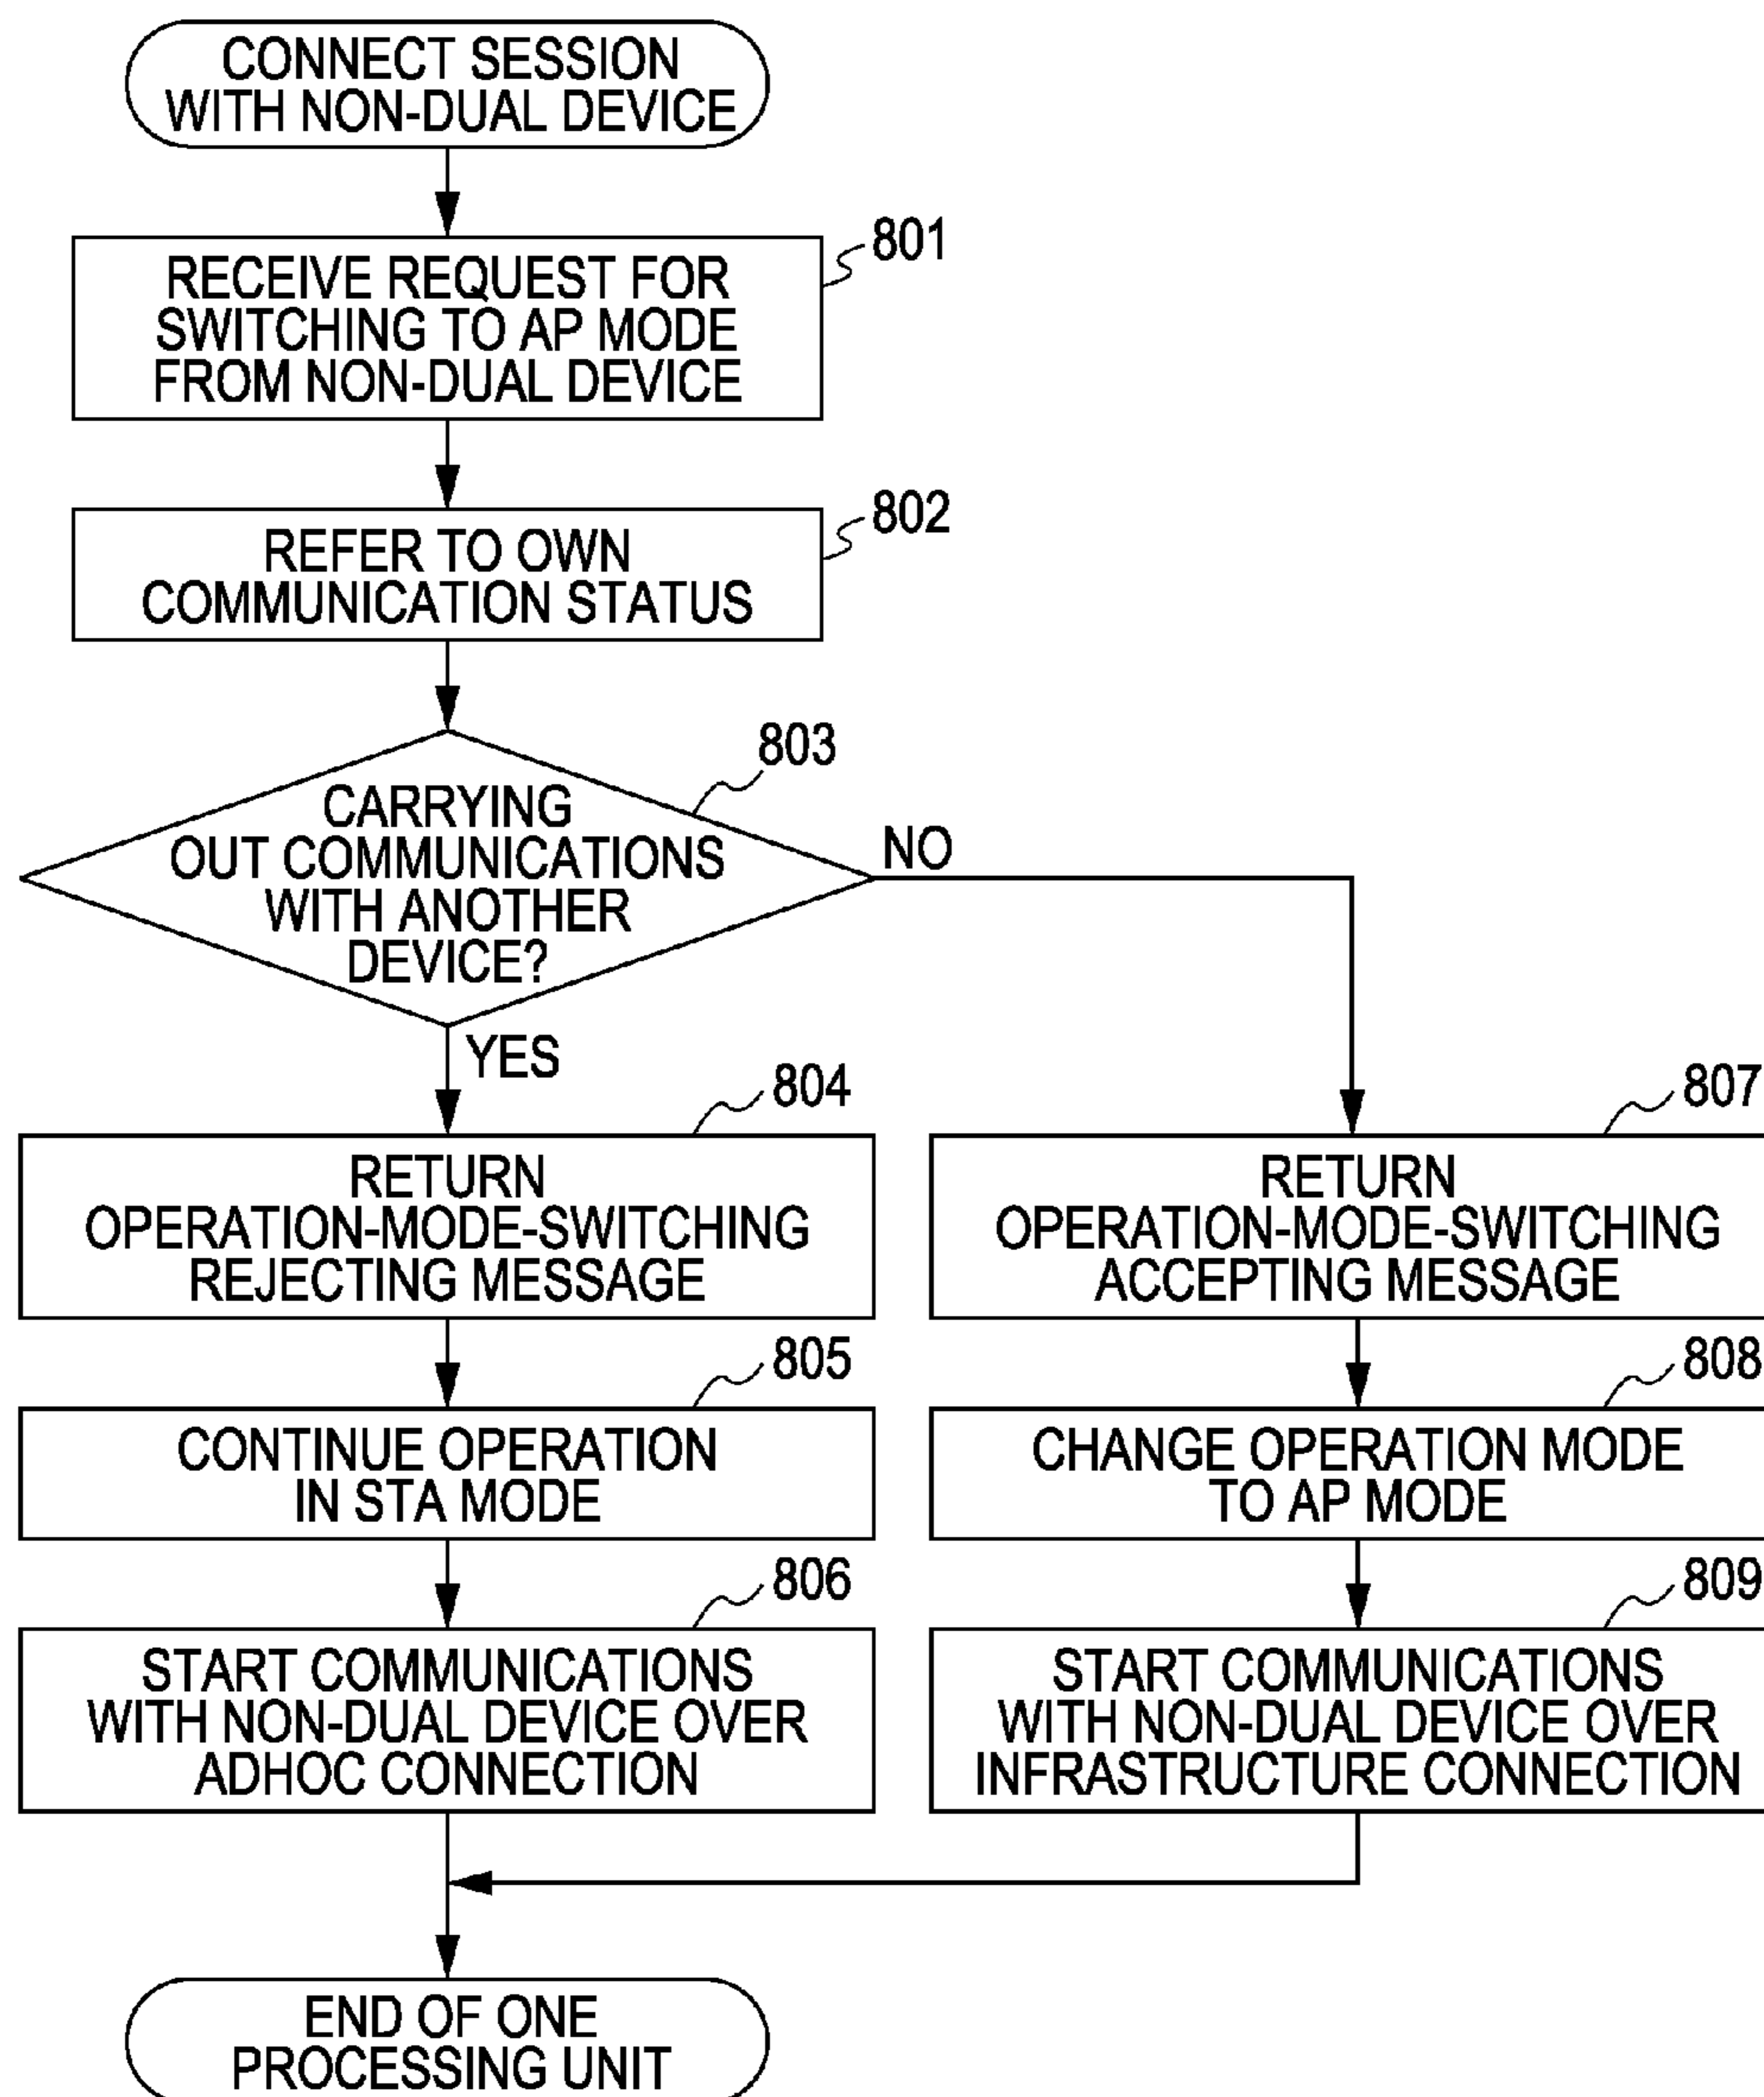 CONNECT SESSION
WITH NON-DUAL DEVICE
801
RECEIVE REQUEST FOR
SWITCHING TO AP MODE
FROM NON-DUAL DEVICE
802
REFER TO OWN
COMMUNICATION STATUS
803
CARRYING
OUT COMMUNICATIONS
WITH ANOTHER
DEVICE?
NO
YES
804
RETURN
OPERATION-MODE-SWITCHING
REJECTING MESSAGE
805
CONTINUE OPERATION
IN STA MODE
806
START COMMUNICATIONS
WITH NON-DUAL DEVICE OVER
ADHOC CONNECTION
807
RETURN
OPERATION-MODE-SWITCHING
ACCEPTING MESSAGE
808
CHANGE OPERATION MODE
TO AP MODE
809
START COMMUNICATIONS
WITH NON-DUAL DEVICE OVER
INFRASTRUCTURE CONNECTION
END OF ONE
PROCESSING UNIT